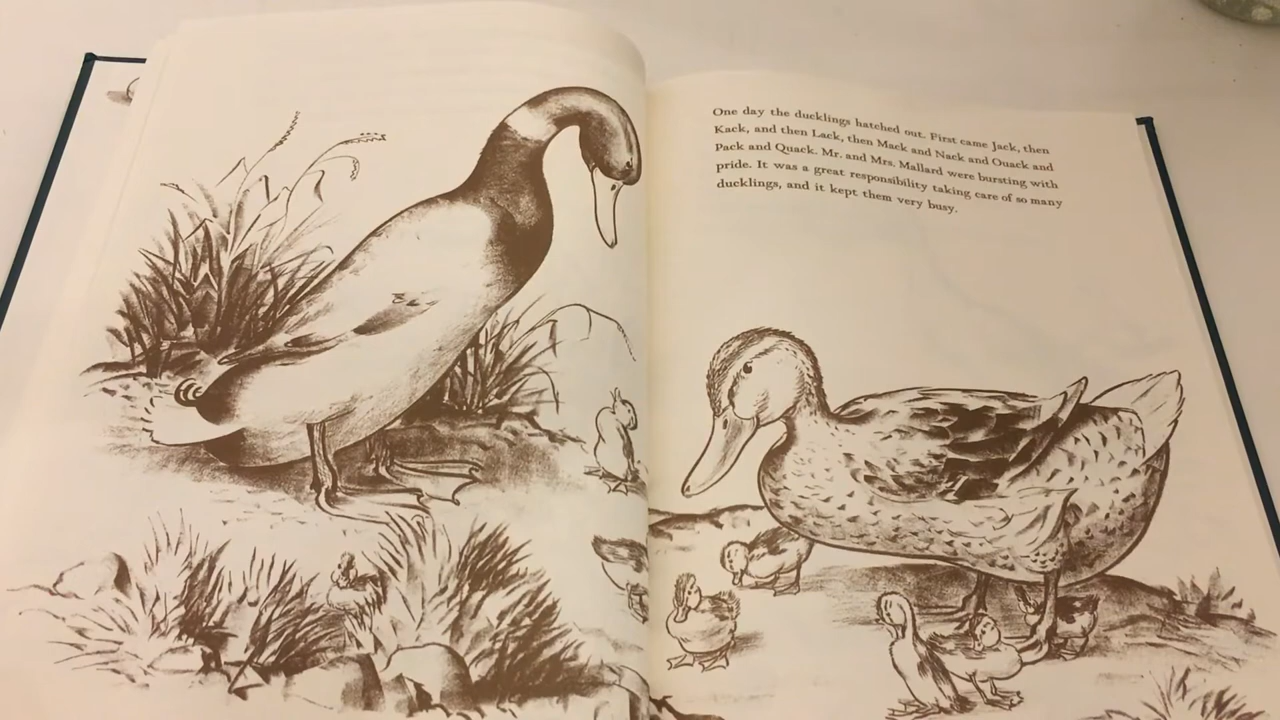 One day the ducklings hatched out. First came Jack, then
Kack, and then Lack, then Mack and Nack and Ouack and
Pack and Quack. Mr. and Mrs. Mallard were bursting with
pride. It was a great responsibility taking care of so many
ducklings, and it kept them very busy.